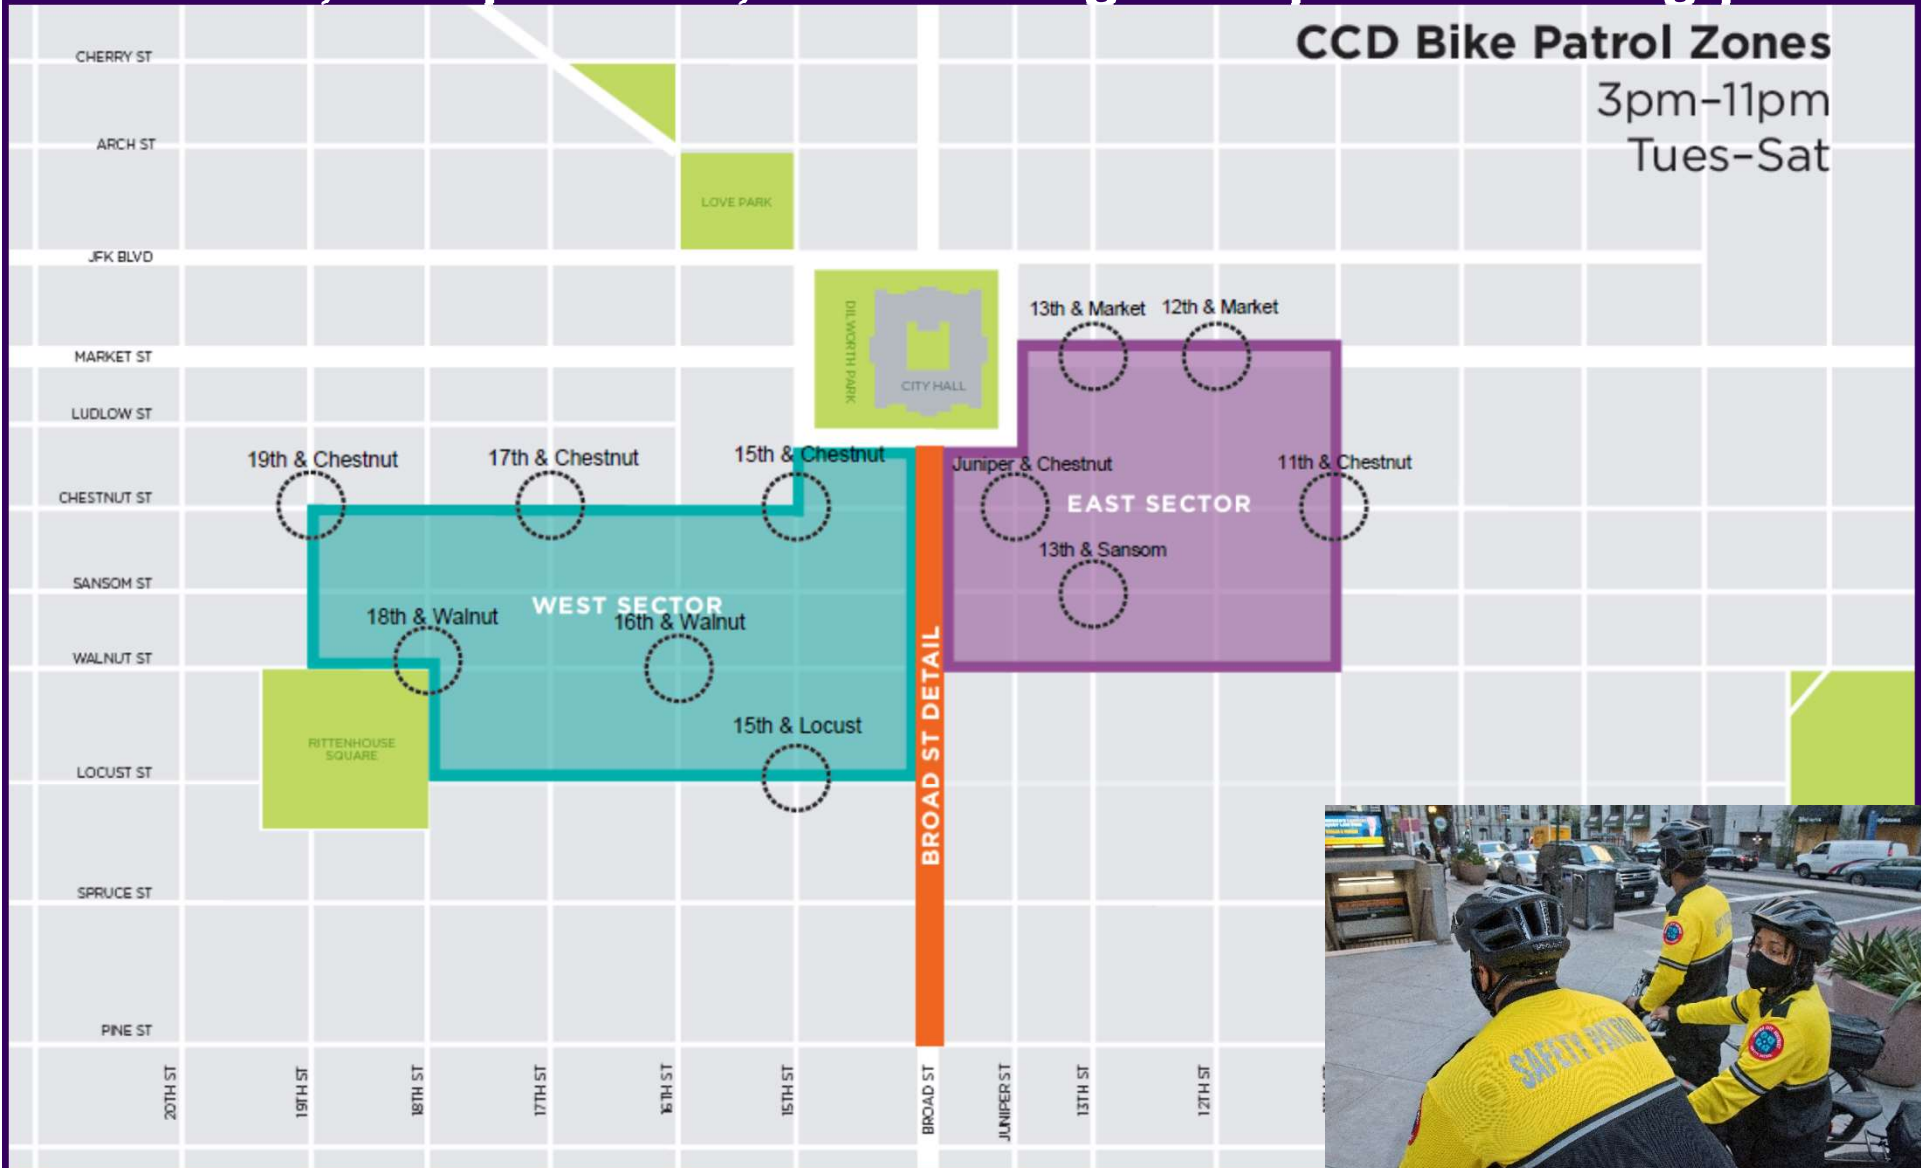 CCD Bike Patrol Zones
3pm–11pm
Tues–Sat
CHERRY ST
ARCH ST
LOVE PARK
JFK BLVD
DILWORTH PARK
CITY HALL
13th & Market
12th & Market
MARKET ST
LUDLOW ST
19th & Chestnut
17th & Chestnut
15th & Chestnut
Juniper & Chestnut
11th & Chestnut
CHESTNUT ST
EAST SECTOR
13th & Sansom
SANSOM ST
WEST SECTOR
18th & Walnut
16th & Walnut
WALNUT ST
BROAD ST DETAIL
15th & Locust
RITTENHOUSE
SQUARE
LOCUST ST
SPRUCE ST
PINE ST
20TH ST
19TH ST
18TH ST
17TH ST
16TH ST
15TH ST
BROAD ST
JUNIPER ST
13TH ST
12TH ST
SAFETY PATROL